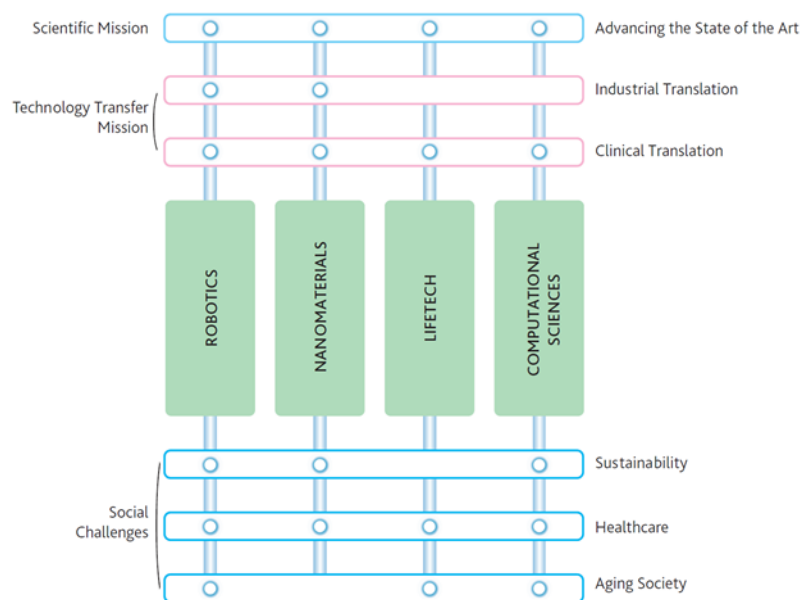 Scientific Mission
Advancing the State of the Art
Industrial Translation
Technology Transfer
Mission
Clinical Translation
ROBOTICS
NANOMATERIALS
LIFETECH
COMPUTATIONAL
SCIENCES
Sustainability
Social
Challenges
Healthcare
Aging Society